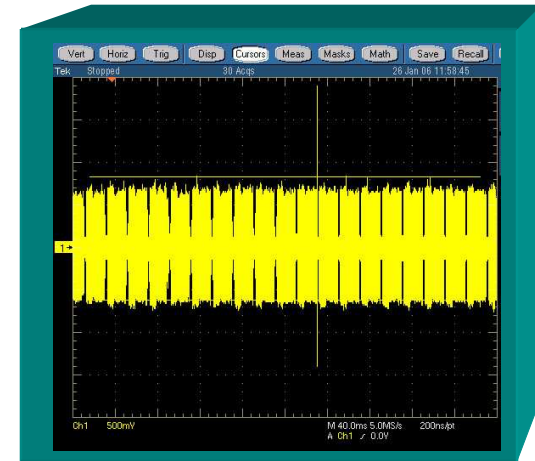 Vert Horiz Trig Disp Cursors Meas Masks Math Save Recall
Tek Stopped 30 Acqs 26 Jan 06 11:58:45
1
Ch1 500mV M 40.0ms 5.0MS/s 200ns/pt
A Ch1 / 0.0V